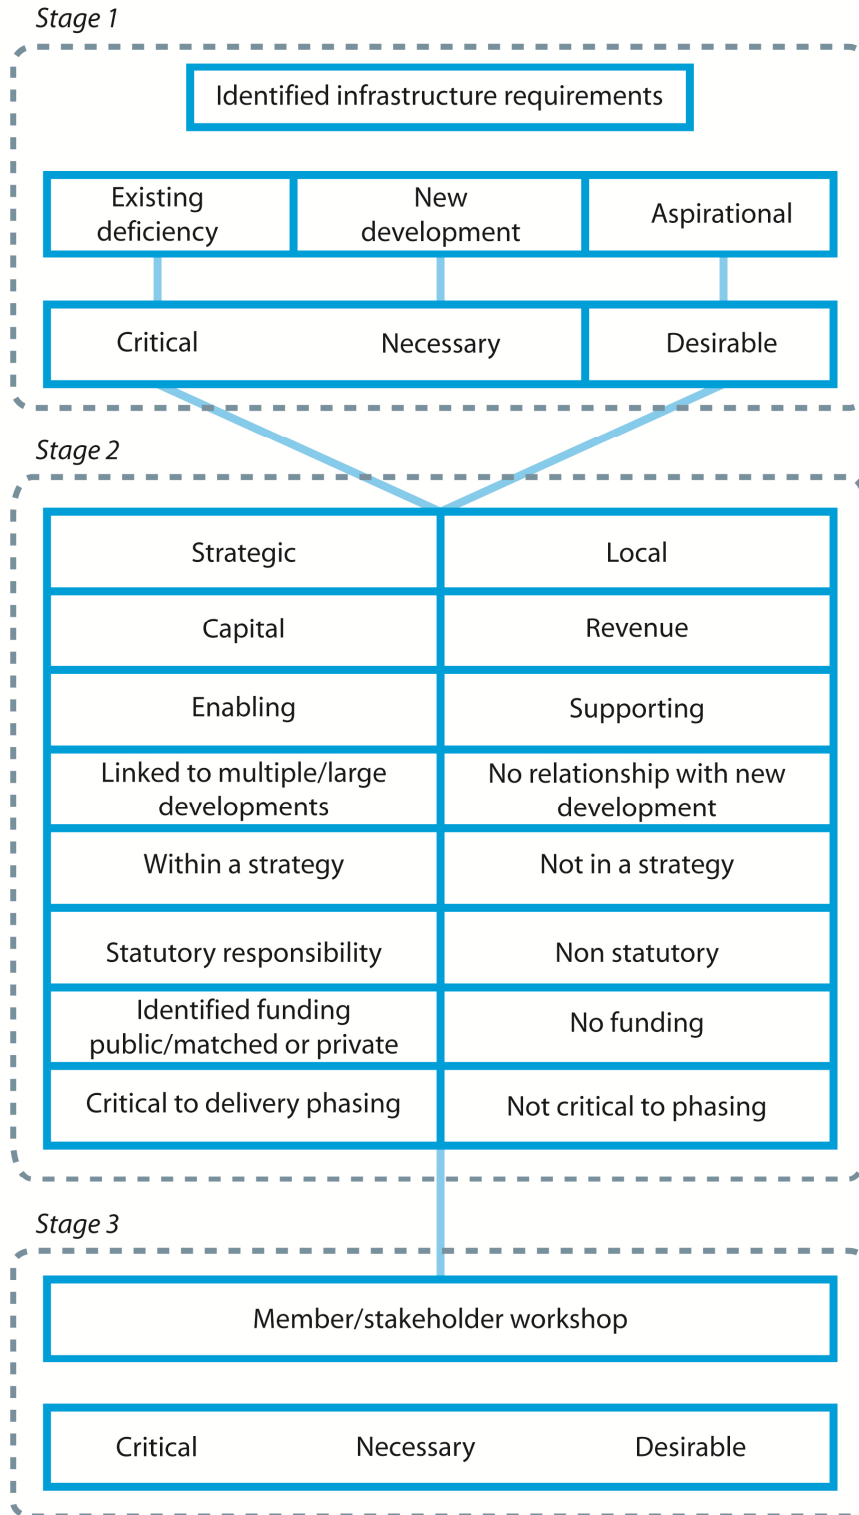 Stage 1
Identified infrastructure requirements
Existing
deficiency
New
development
Aspirational
Critical
Necessary
Desirable
Stage 2
Strategic
Local
Capital
Revenue
Enabling
Supporting
Linked to multiple/large
developments
No relationship with new
development
Within a strategy
Not in a strategy
Statutory responsibility
Non statutory
Identified funding
public/matched or private
No funding
Critical to delivery phasing
Not critical to phasing
Stage 3
Member/stakeholder workshop
Critical
Necessary
Desirable